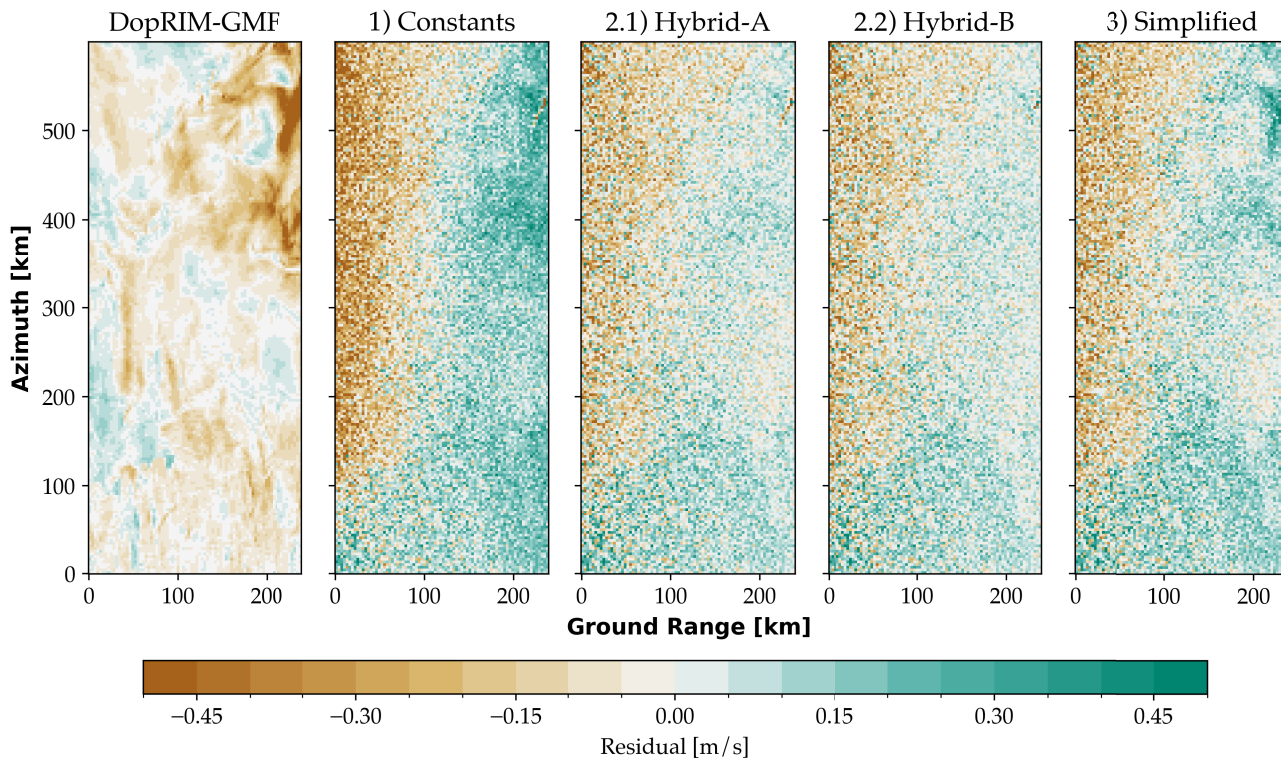 DopRIM-GMF 1) Constants 2.1) Hybrid-A 2.2) Hybrid-B 3) Simplified
Azimuth [km]
500
400
300
200
100
0
0 100 200 0 100 200 0 100 200 0 100 200 0 100 200
Ground Range [km]
−0.45 −0.30 −0.15 0.00 0.15 0.30 0.45
Residual [m/s]